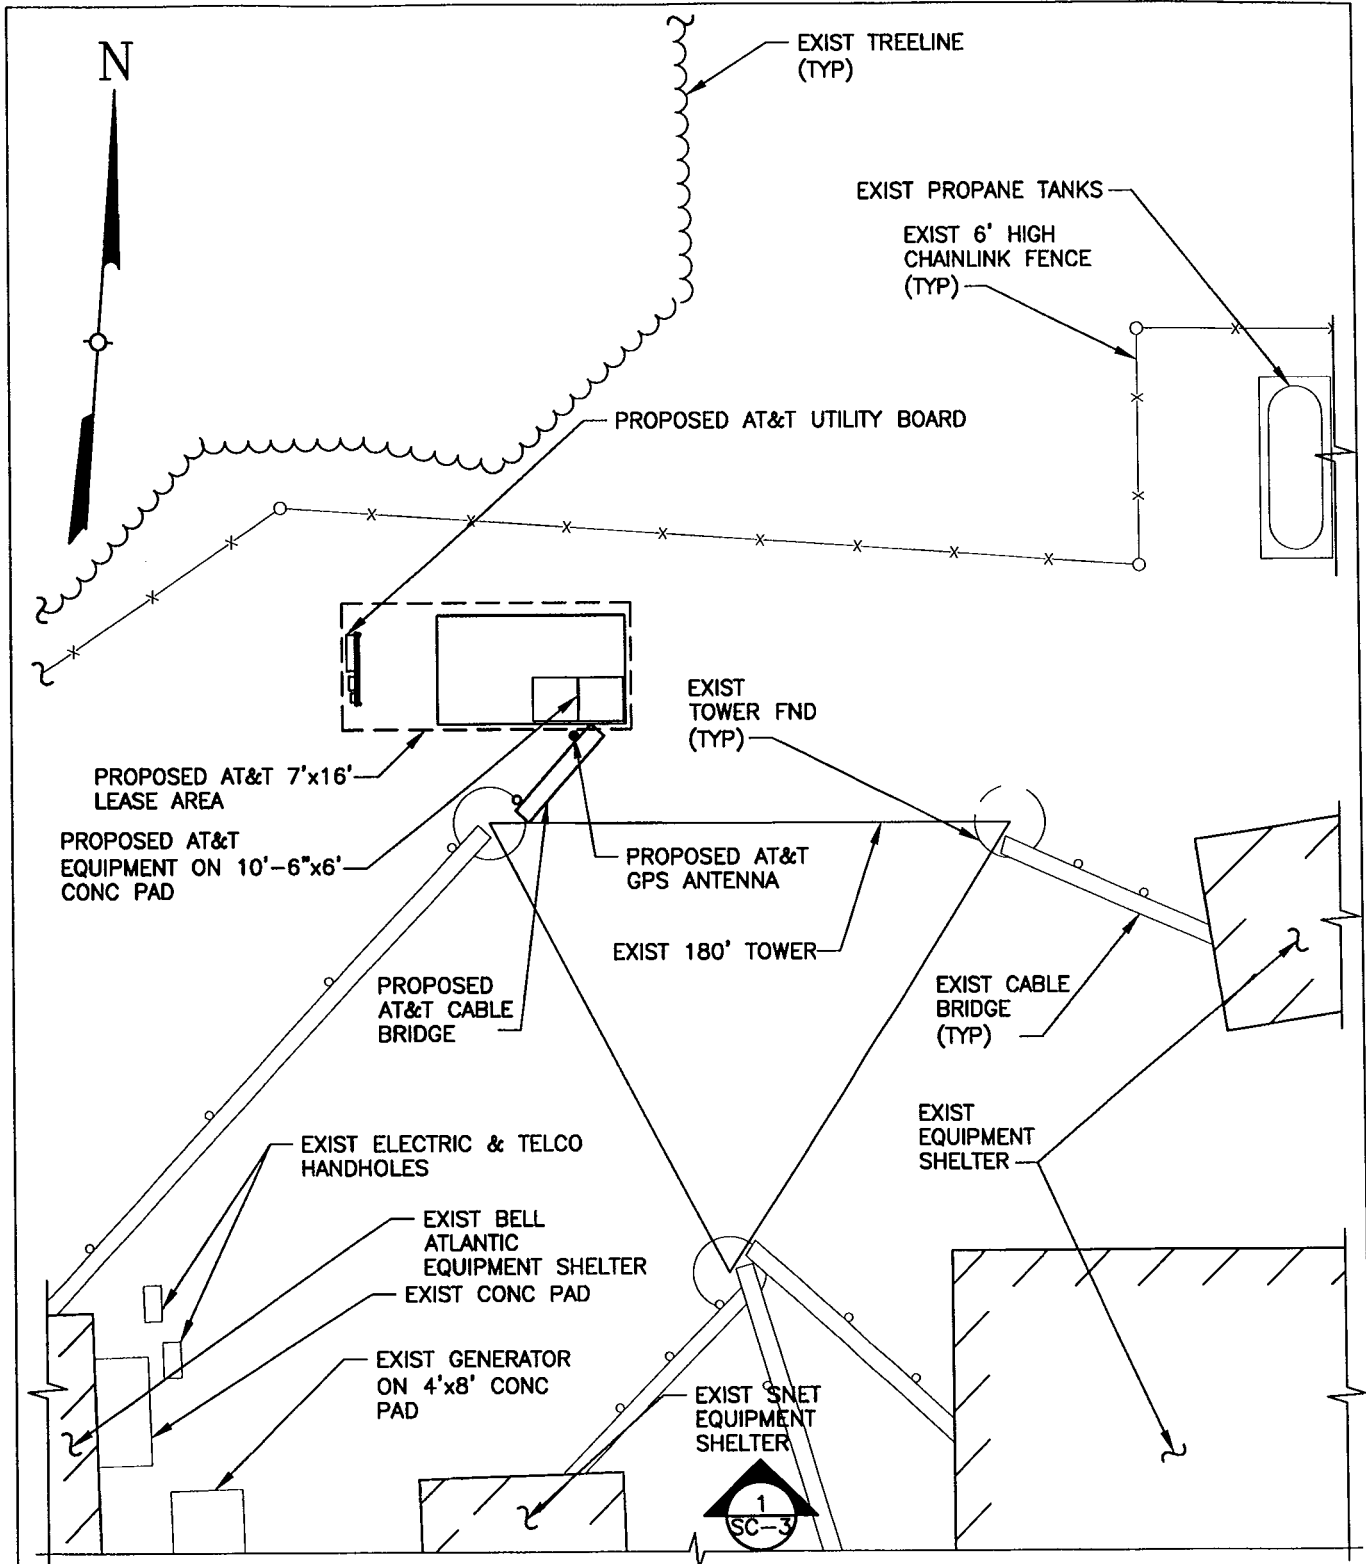 N
EXIST TREELINE
(TYP)
EXIST PROPANE TANKS
EXIST 6' HIGH
CHAINLINK FENCE
(TYP)
PROPOSED AT&T UTILITY BOARD
EXIST
TOWER FND
(TYP)
PROPOSED AT&T 7'x16'
LEASE AREA
PROPOSED AT&T
EQUIPMENT ON 10'-6"x6'
CONC PAD
PROPOSED AT&T
GPS ANTENNA
EXIST 180' TOWER
PROPOSED
AT&T CABLE
BRIDGE
EXIST CABLE
BRIDGE
(TYP)
EXIST
EQUIPMENT
SHELTER
EXIST ELECTRIC & TELCO
HANDHOLES
EXIST BELL
ATLANTIC
EQUIPMENT SHELTER
EXIST CONC PAD
EXIST GENERATOR
ON 4'x8' CONC
PAD
EXIST SNET
EQUIPMENT
SHELTER
1
SC-3